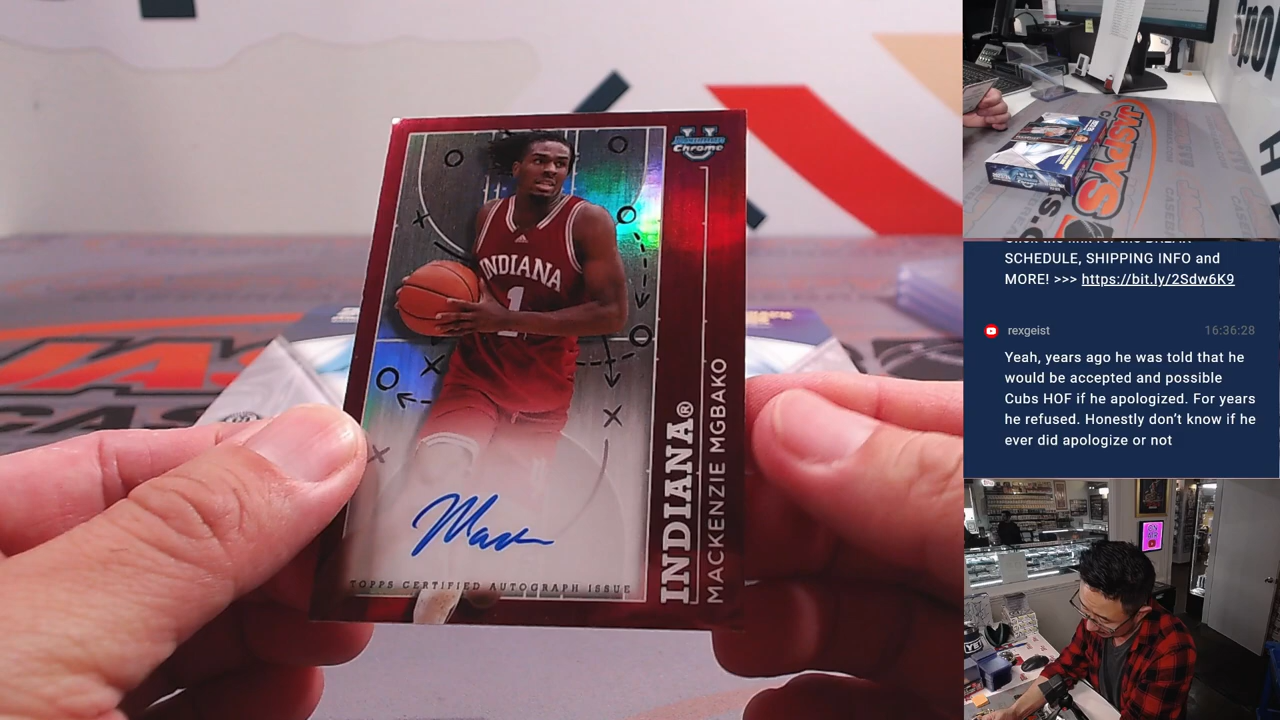 Chrome
INDIANA
1
INDIANA®
MACKENZIE MGBAKO
TOPPS CERTIFIED AUTOGRAPH ISSUE
JASPYS
SCHEDULE, SHIPPING INFO and
MORE! >>> https://bit.ly/2Sdw6K9
rexgeist
16:36:28
Yeah, years ago he was told that he
would be accepted and possible
Cubs HOF if he apologized. For years
he refused. Honestly don't know if he
ever did apologize or not